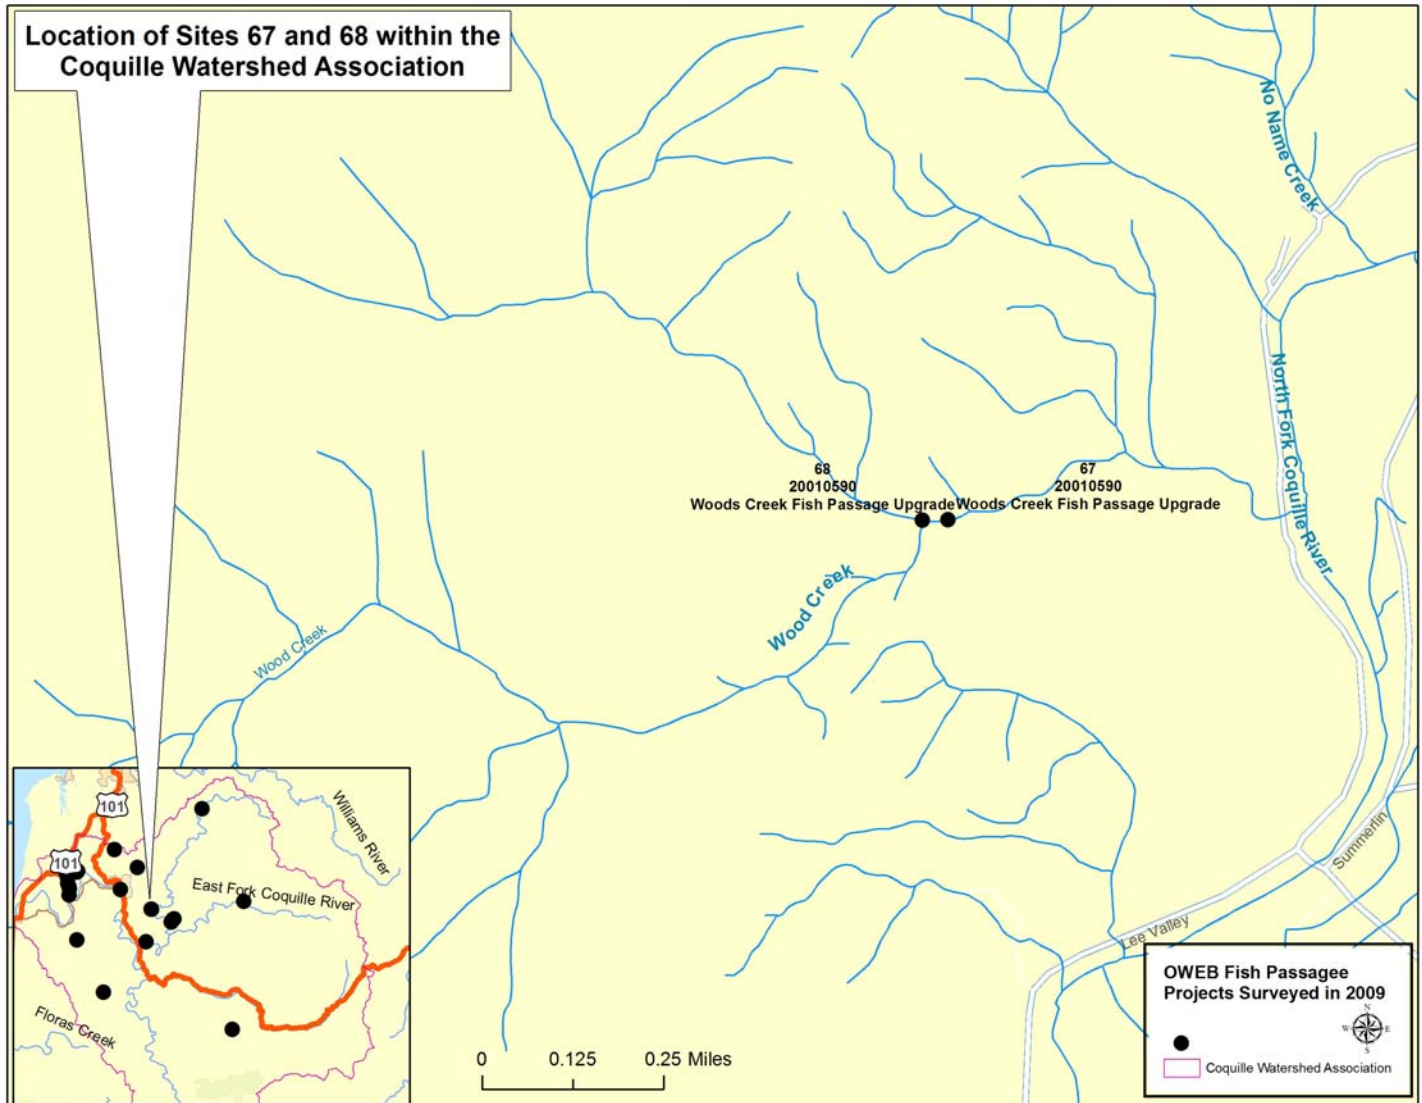 Location of Sites 67 and 68 within the
Coquille Watershed Association
No Name Creek
North Fork Coquille River
68
20010590
Woods Creek Fish Passage Upgrade
67
20010590
Woods Creek Fish Passage Upgrade
Wood Creek
Wood Creek
Summerlin
Lee Valley
101
101
Williams River
East Fork Coquille River
Floras Creek
0 0.125 0.25 Miles
OWEB Fish Passagee
Projects Surveyed in 2009
N
W E
S
Coquille Watershed Association